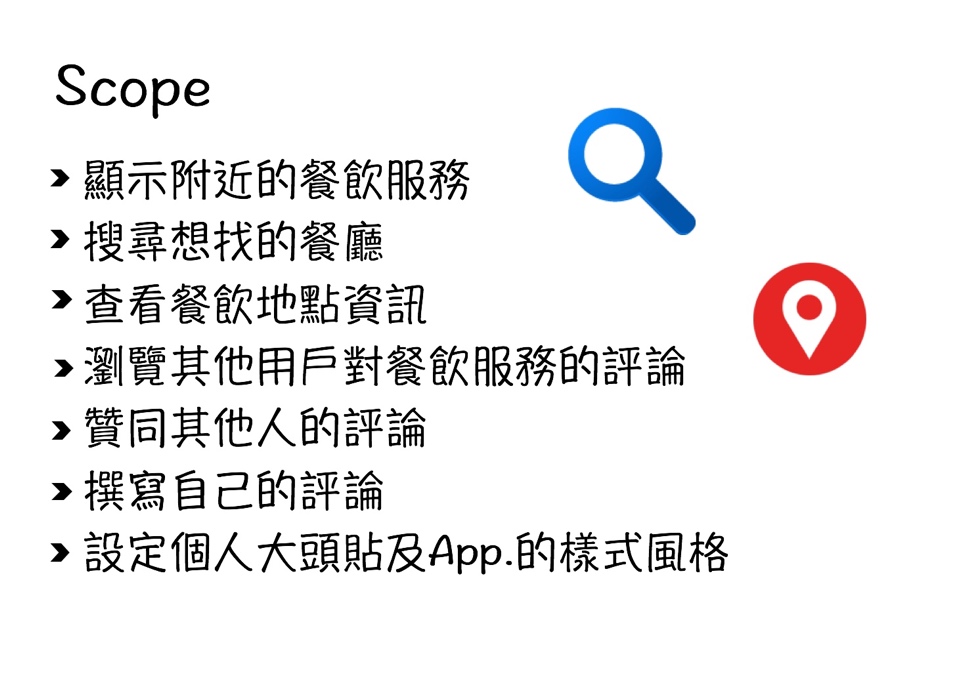 Scope
顯示附近的餐飲服務
搜尋想找的餐廳
查看餐飲地點資訊
瀏覽其他用戶對餐飲服務的評論
贊同其他人的評論
撰寫自己的評論
設定個人大頭貼及App.的樣式風格